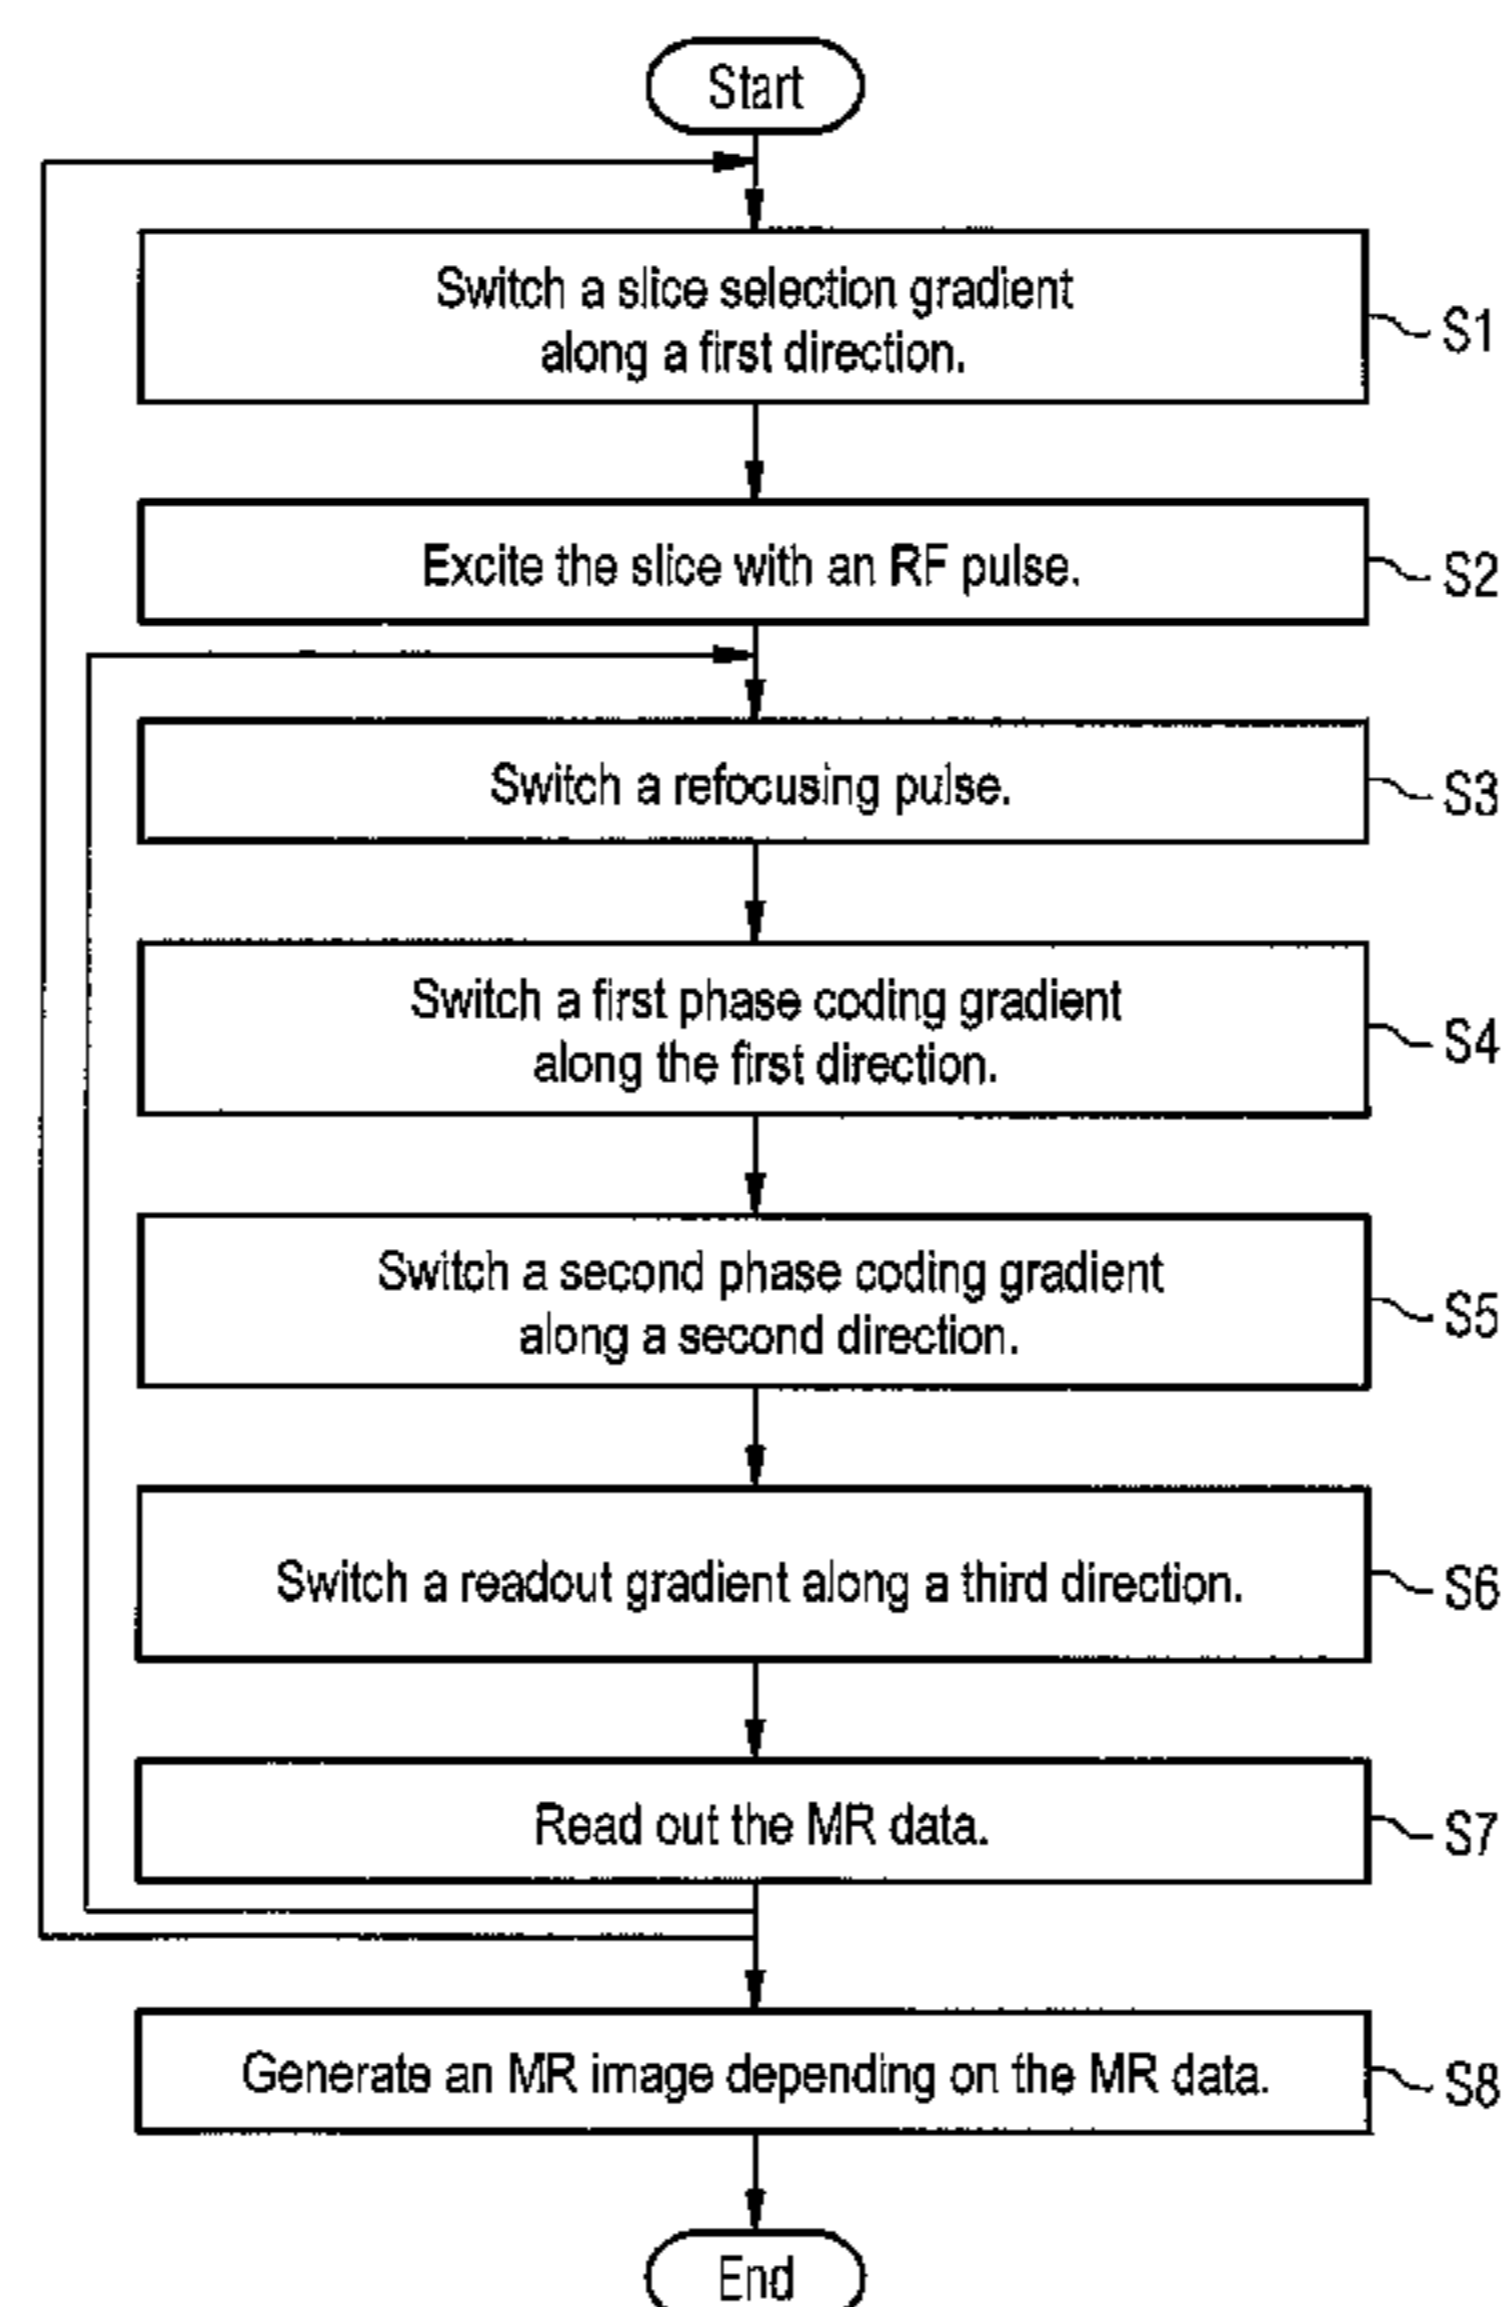 Start
Switch a slice selection gradient
along a first direction.
S1
Excite the slice with an RF pulse.
S2
Switch a refocusing pulse.
S3
Switch a first phase coding gradient
along the first direction.
S4
Switch a second phase coding gradient
along a second direction.
S5
Switch a readout gradient along a third direction.
S6
Read out the MR data.
S7
Generate an MR image depending on the MR data.
S8
End